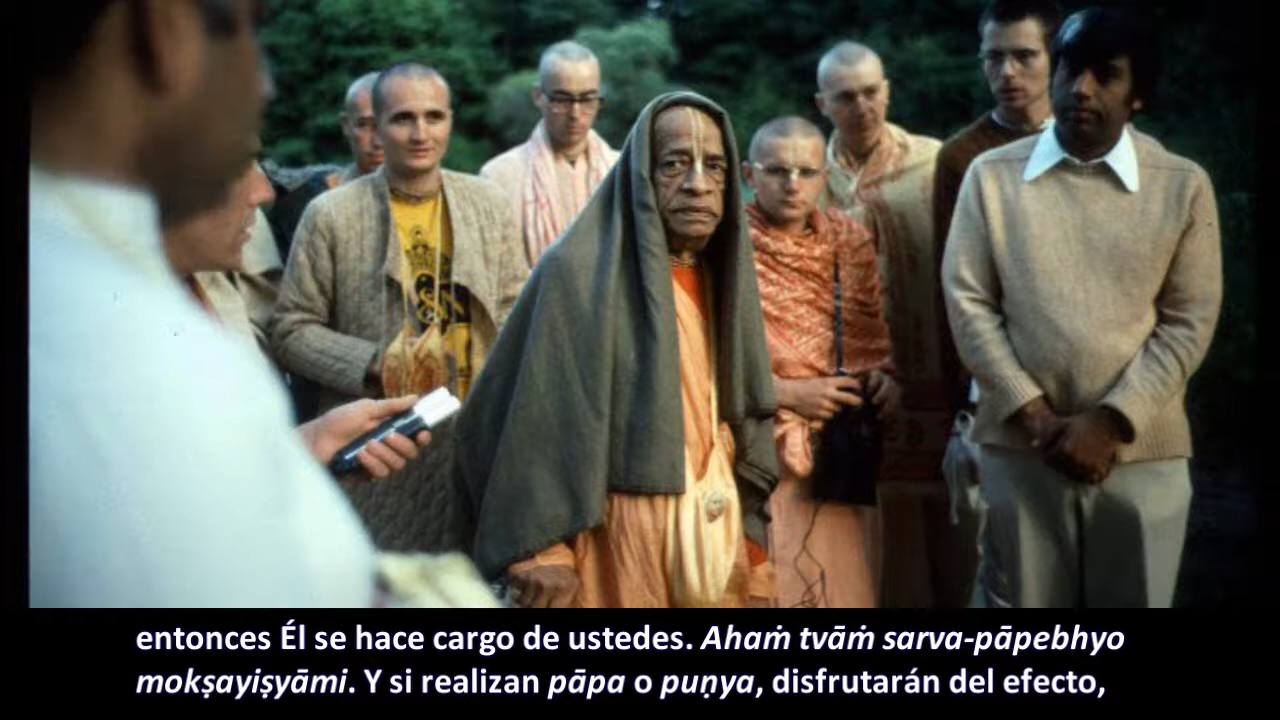 entonces Él se hace cargo de ustedes. Ahaṁ tvāṁ sarva-pāpebhyo
mokṣayiṣyāmi. Y si realizan pāpa o puṇya, disfrutarán del efecto,